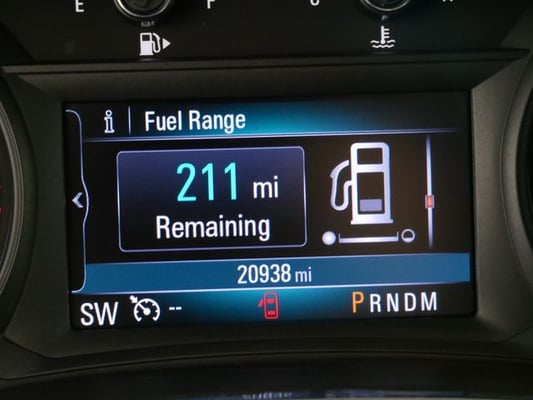 E F C H
i Fuel Range
211 mi
Remaining
20938 mi
SW -- PRNDM